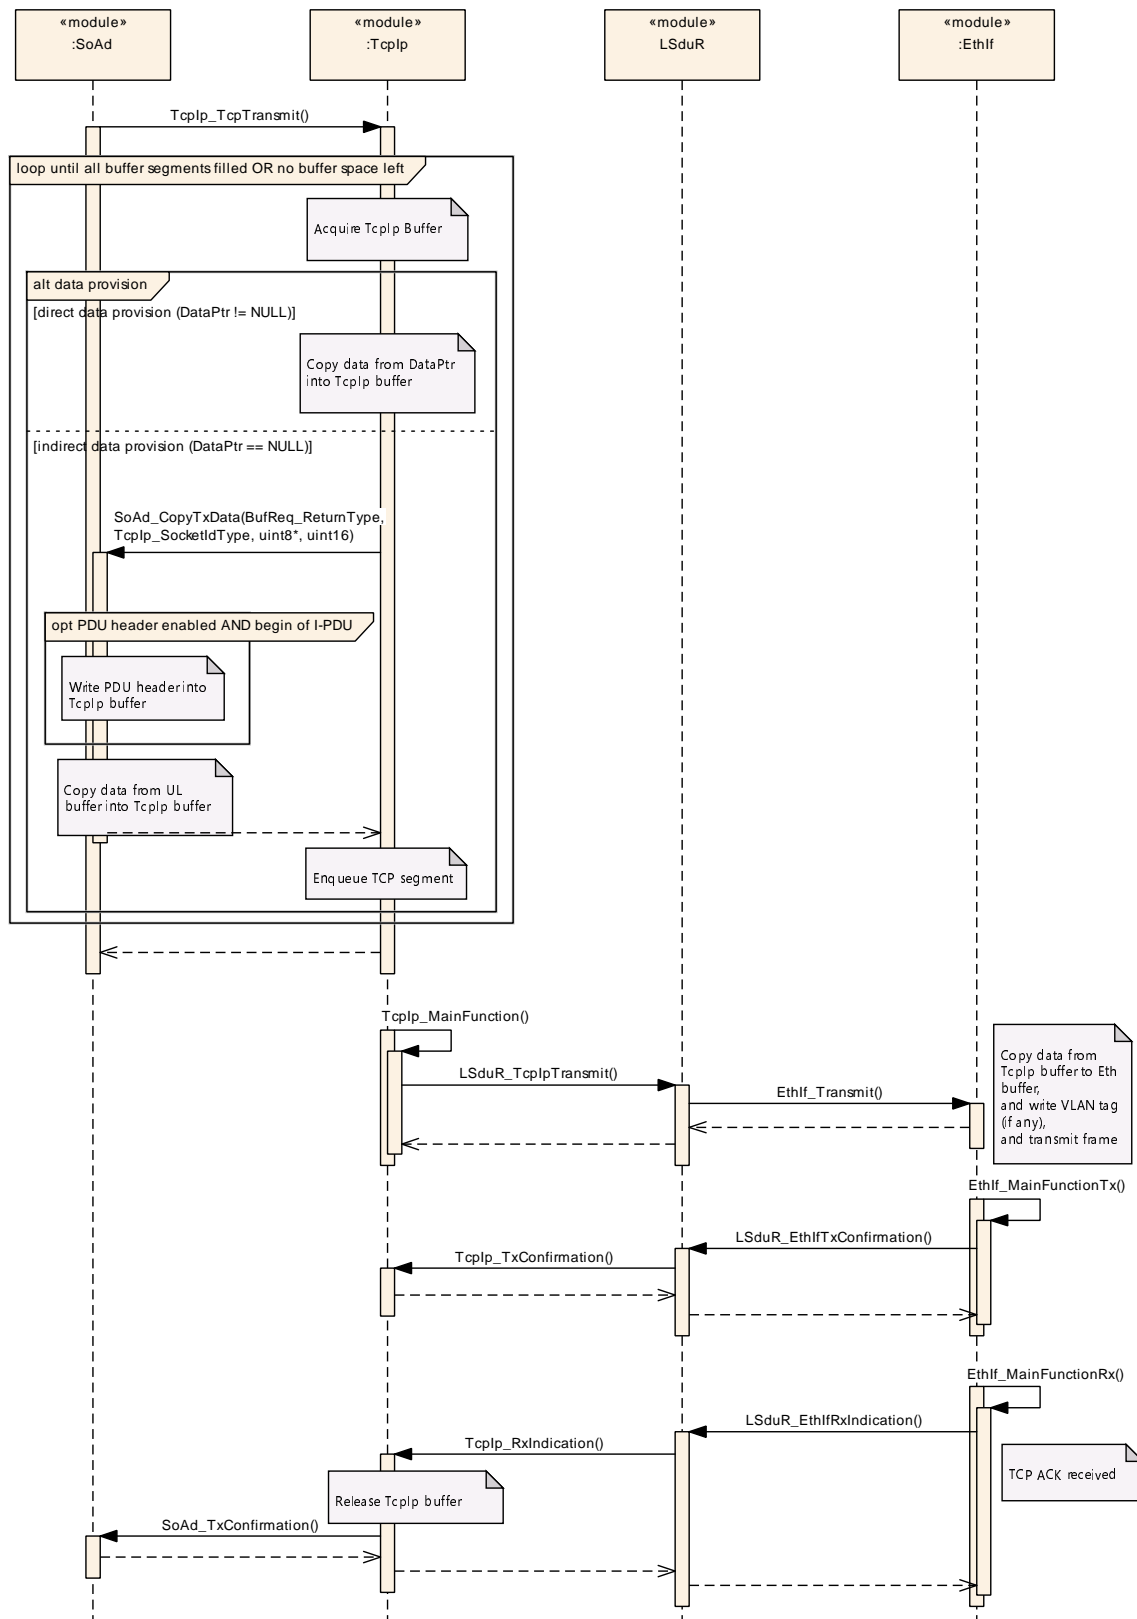 «module»
:SoAd
«module»
:TcpIp
«module»
LSduR
«module»
:EthIf
TcpIp_TcpTransmit()
loop until all buffer segments filled OR no buffer space left
Acquire TcpIp Buffer
alt data provision
[direct data provision (DataPtr != NULL)]
Copy data from DataPtr
into TcpIp buffer
[indirect data provision (DataPtr == NULL)]
SoAd_CopyTxData(BufReq_ReturnType,
TcpIp_SocketIdType, uint8*, uint16)
opt PDU header enabled AND begin of I-PDU
Write PDU header into
TcpIp buffer
Copy data from UL
buffer into TcpIp buffer
Enqueue TCP segment
TcpIp_MainFunction()
LSduR_TcpIpTransmit()
EthIf_Transmit()
Copy data from
TcpIp buffer to Eth
buffer,
and write VLAN tag
(if any),
and transmit frame
EthIf_MainFunctionTx()
LSduR_EthIfTxConfirmation()
TcpIp_TxConfirmation()
EthIf_MainFunctionRx()
LSduR_EthIfRxIndication()
TcpIp_RxIndication()
TCP ACK received
Release TcpIp buffer
SoAd_TxConfirmation()